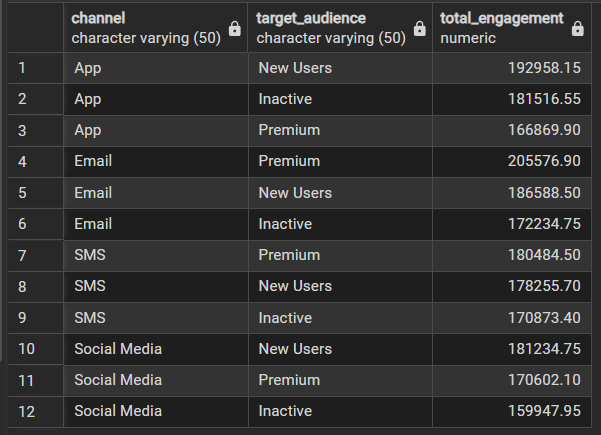 channel target_audience total_engagement
character varying (50) character varying (50) numeric
1 App New Users 192958.15
2 App Inactive 181516.55
3 App Premium 166869.90
4 Email Premium 205576.90
5 Email New Users 186588.50
6 Email Inactive 172234.75
7 SMS Premium 180484.50
8 SMS New Users 178255.70
9 SMS Inactive 170873.40
10 Social Media New Users 181234.75
11 Social Media Premium 170602.10
12 Social Media Inactive 159947.95